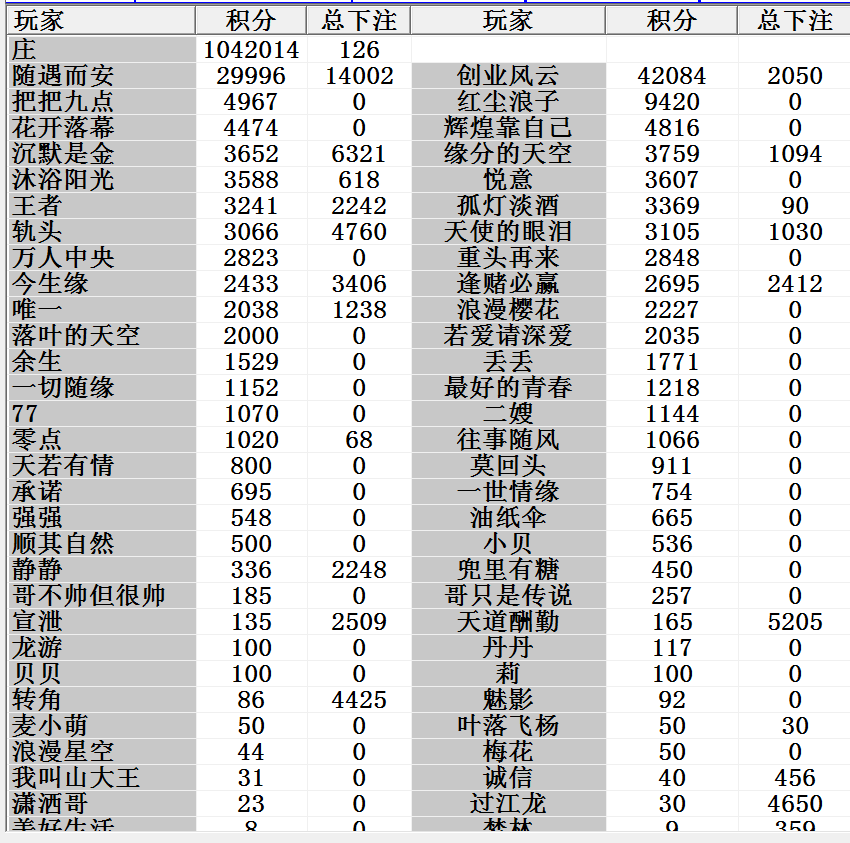 玩家 积分 总下注 玩家 积分 总下注
庄 1042014 126
随遇而安 29996 14002 创业风云 42084 2050
把把九点 4967 0 红尘浪子 9420 0
花开落幕 4474 0 辉煌靠自己 4816 0
沉默是金 3652 6321 缘分的天空 3759 1094
沐浴阳光 3588 618 悦意 3607 0
王者 3241 2242 孤灯淡酒 3369 90
轨头 3066 4760 天使的眼泪 3105 1030
万人中央 2823 0 重头再来 2848 0
今生缘 2433 3406 逢赌必赢 2695 2412
唯一 2038 1238 浪漫樱花 2227 0
落叶的天空 2000 0 若爱请深爱 2035 0
余生 1529 0 丢丢 1771 0
一切随缘 1152 0 最好的青春 1218 0
77 1070 0 二嫂 1144 0
零点 1020 68 往事随风 1066 0
天若有情 800 0 莫回头 911 0
承诺 695 0 一世情缘 754 0
强强 548 0 油纸伞 665 0
顺其自然 500 0 小贝 536 0
静静 336 2248 兜里有糖 450 0
哥不帅但很帅 185 0 哥只是传说 257 0
宣泄 135 2509 天道酬勤 165 5205
龙游 100 0 丹丹 117 0
贝贝 100 0 莉 100 0
转角 86 4425 魅影 92 0
麦小萌 50 0 叶落飞杨 50 30
浪漫星空 44 0 梅花 50 0
我叫山大王 31 0 诚信 40 456
潇洒哥 23 0 过江龙 30 4650
美好生活 8 0 梦林 9 359